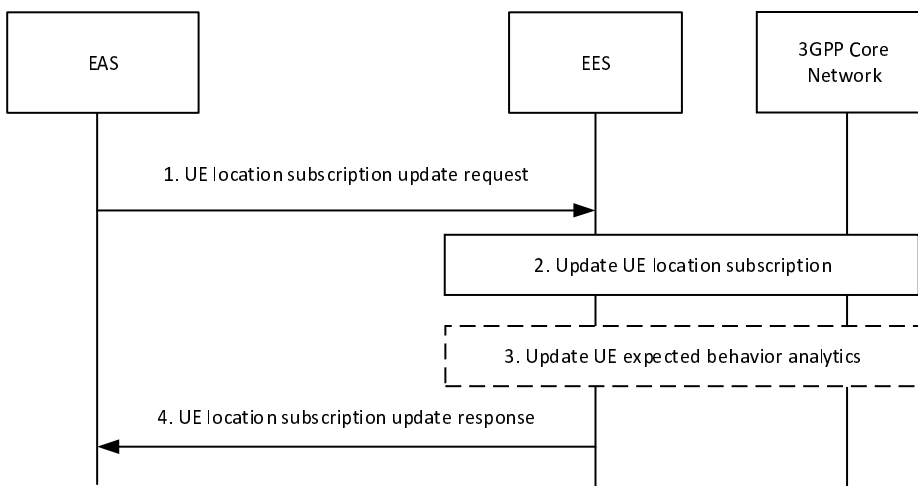 EAS
EES
3GPP Core
Network
1. UE location subscription update request
2. Update UE location subscription
3. Update UE expected behavior analytics
4. UE location subscription update response